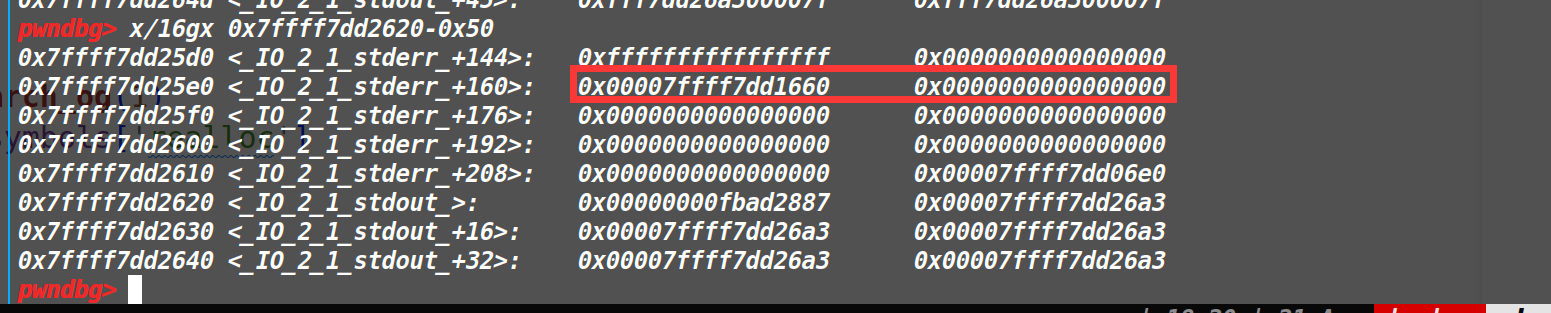 pwndbg> x/16gx 0x7ffff7dd2620-0x50
0x7ffff7dd25d0 <_IO_2_1_stderr_+144>: 0xffffffffffffffff 0x0000000000000000
0x7ffff7dd25e0 <_IO_2_1_stderr_+160>: 0x00007ffff7dd1660 0x0000000000000000
0x7ffff7dd25f0 <_IO_2_1_stderr_+176>: 0x0000000000000000 0x0000000000000000
0x7ffff7dd2600 <_IO_2_1_stderr_+192>: 0x0000000000000000 0x0000000000000000
0x7ffff7dd2610 <_IO_2_1_stderr_+208>: 0x0000000000000000 0x00007ffff7dd06e0
0x7ffff7dd2620 <_IO_2_1_stdout_>: 0x00000000fbad2887 0x00007ffff7dd26a3
0x7ffff7dd2630 <_IO_2_1_stdout_+16>: 0x00007ffff7dd26a3 0x00007ffff7dd26a3
0x7ffff7dd2640 <_IO_2_1_stdout_+32>: 0x00007ffff7dd26a3 0x00007ffff7dd26a3
pwndbg>